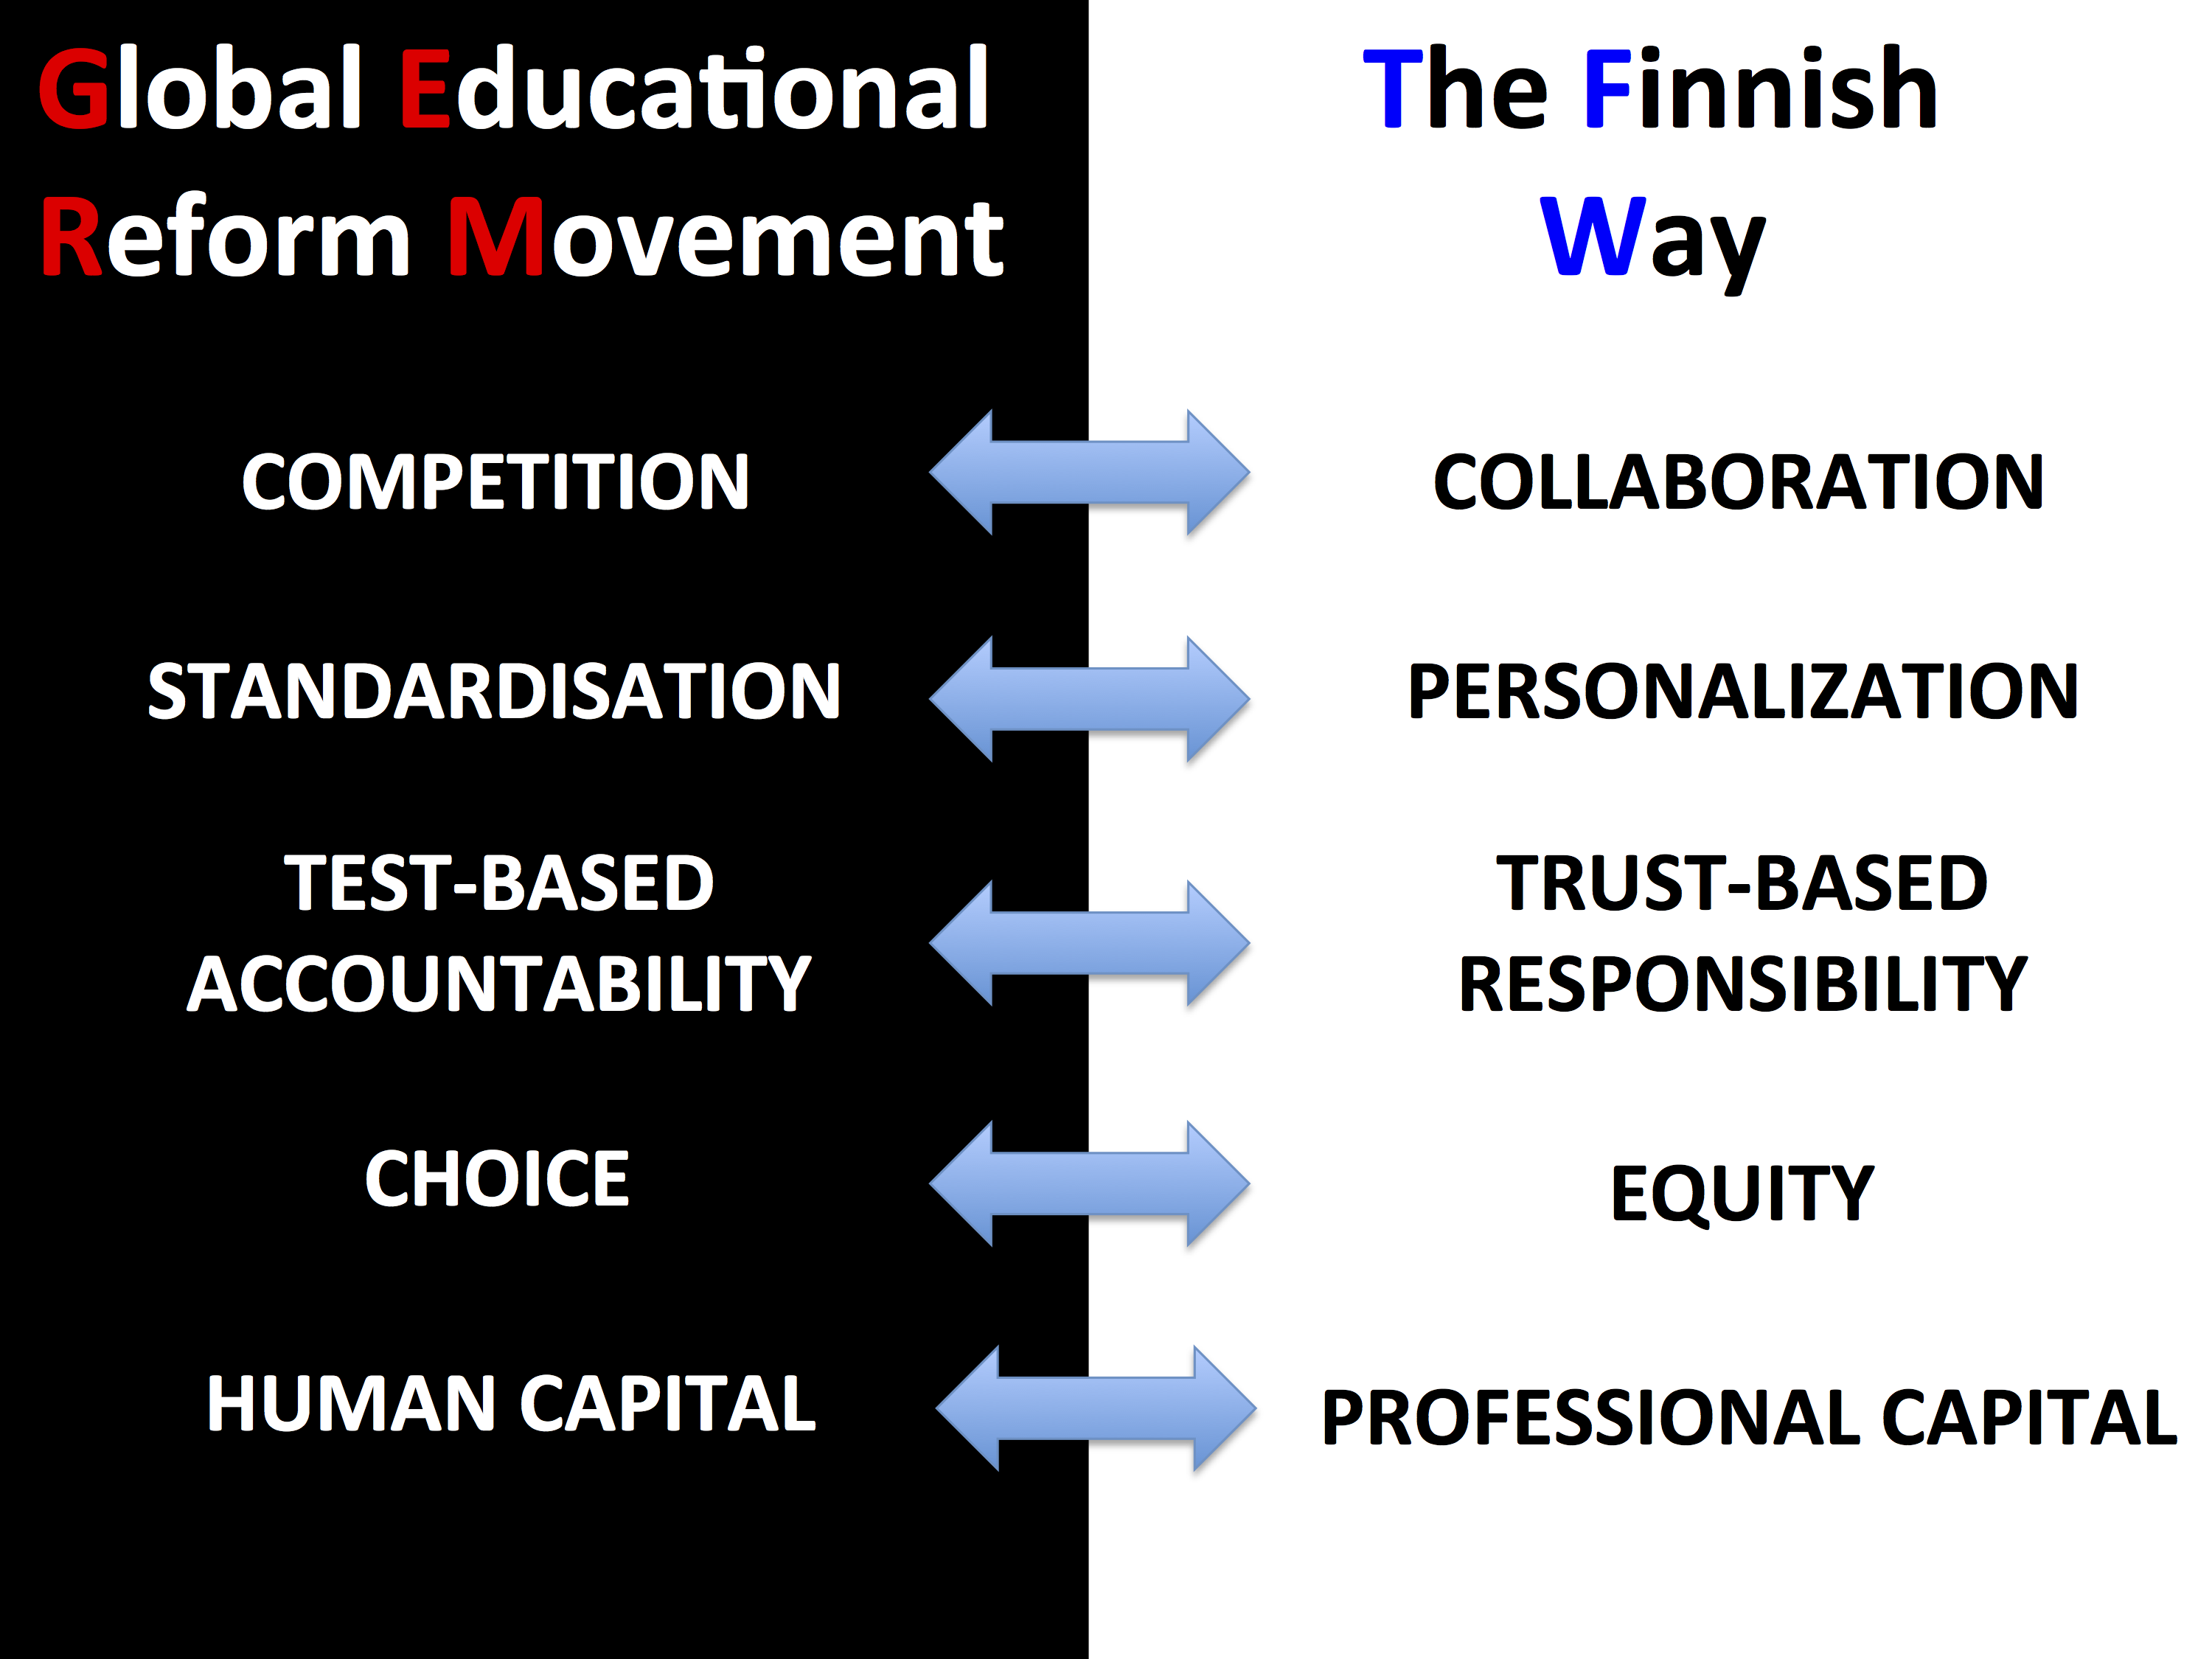 Global Educational
Reform Movement
The Finnish
Way
COMPETITION
COLLABORATION
STANDARDISATION
PERSONALIZATION
TEST-BASED
ACCOUNTABILITY
TRUST-BASED
RESPONSIBILITY
CHOICE
EQUITY
HUMAN CAPITAL
PROFESSIONAL CAPITAL